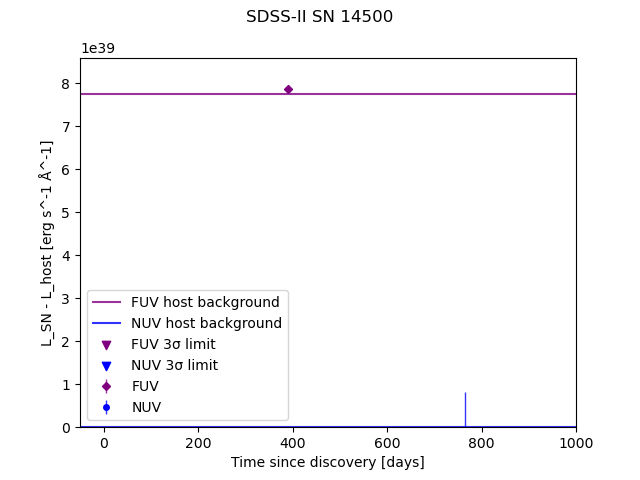 SDSS-II SN 14500
1e39
8
7
6
5
4
3
2
1
0
L_SN - L_host [erg s^-1 Å^-1]
FUV host background
NUV host background
FUV 3σ limit
NUV 3σ limit
FUV
NUV
0 200 400 600 800 1000
Time since discovery [days]